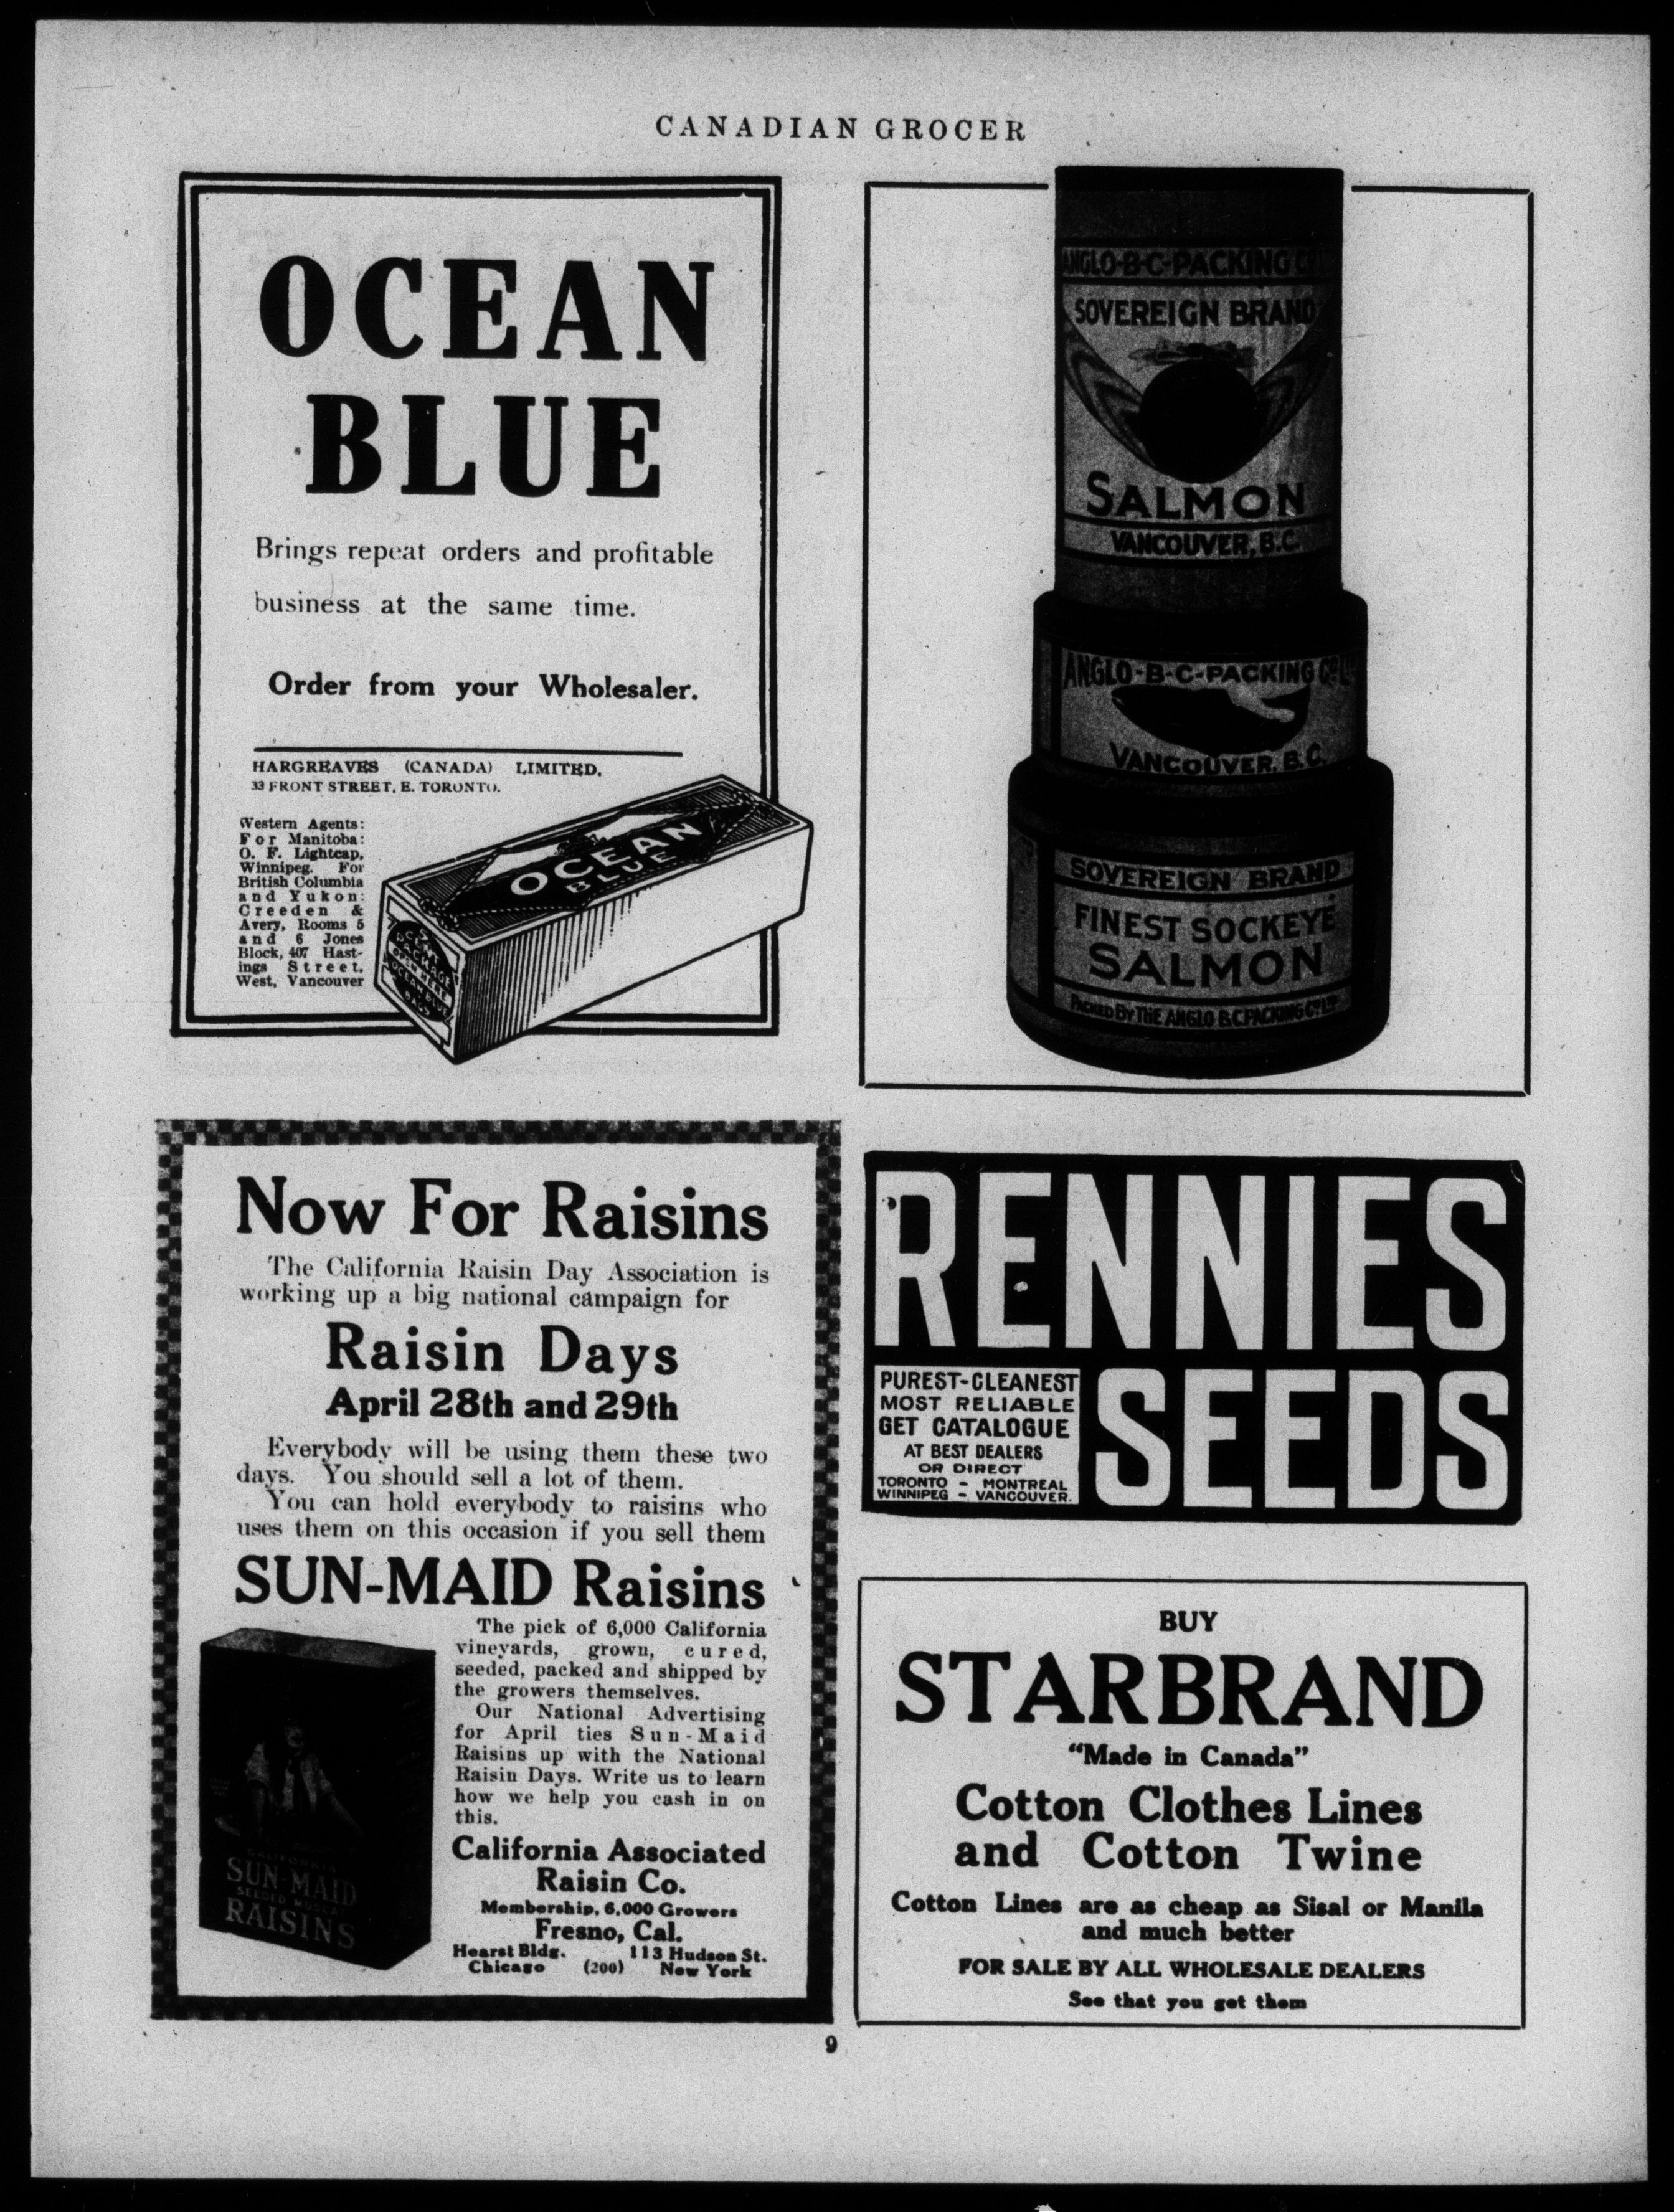 CANADIAN GROCER
OCEAN
BLUE
Brings repeat orders and profitable
business at the same time.
Order from your Wholesaler.
HARGREAVES (CANADA) LIMITED.
33 FRONT STREET, E. TORONTO.
Western Agents:
For Manitoba:
O. F. Lightcap,
Winnipeg. For
British Columbia
and Yukon:
Creeden &
Avery, Rooms 5
and 6 Jones
Block, 407 Hast-
ings Street,
West, Vancouver
OCEAN
BLUE
PACKAGE
OPEN HERE
OCEAN BLUE
BAGS
ANGLO-B-C-PACKING C
SOVEREIGN BRAND
SALMON
VANCOUVER, B.C.
ANGLO-B-C-PACKING Co. L
VANCOUVER, B.C.
SOVEREIGN BRAND
FINEST SOCKEYE
SALMON
PACKED BY THE ANGLO B.C. PACKING Co. LTD
Now For Raisins
The California Raisin Day Association is
working up a big national campaign for
Raisin Days
April 28th and 29th
Everybody will be using them these two
days. You should sell a lot of them.
You can hold everybody to raisins who
uses them on this occasion if you sell them
SUN-MAID Raisins
The pick of 6,000 California
vineyards, grown, cured,
seeded, packed and shipped by
the growers themselves.
Our National Advertising
for April ties Sun-Maid
Raisins up with the National
Raisin Days. Write us to learn
how we help you cash in on
this.
California Associated
Raisin Co.
Membership, 6,000 Growers
Fresno, Cal.
Hearst Bldg. 113 Hudson St.
Chicago (200) New York
CALIFORNIA
SUN-MAID
SEEDED MUSCAT
RAISINS
RENNIES
SEEDS
PUREST-CLEANEST
MOST RELIABLE
GET CATALOGUE
AT BEST DEALERS
OR DIRECT
TORONTO - MONTREAL
WINNIPEG - VANCOUVER.
BUY
STARBRAND
"Made in Canada"
Cotton Clothes Lines
and Cotton Twine
Cotton Lines are as cheap as Sisal or Manila
and much better
FOR SALE BY ALL WHOLESALE DEALERS
See that you get them
9